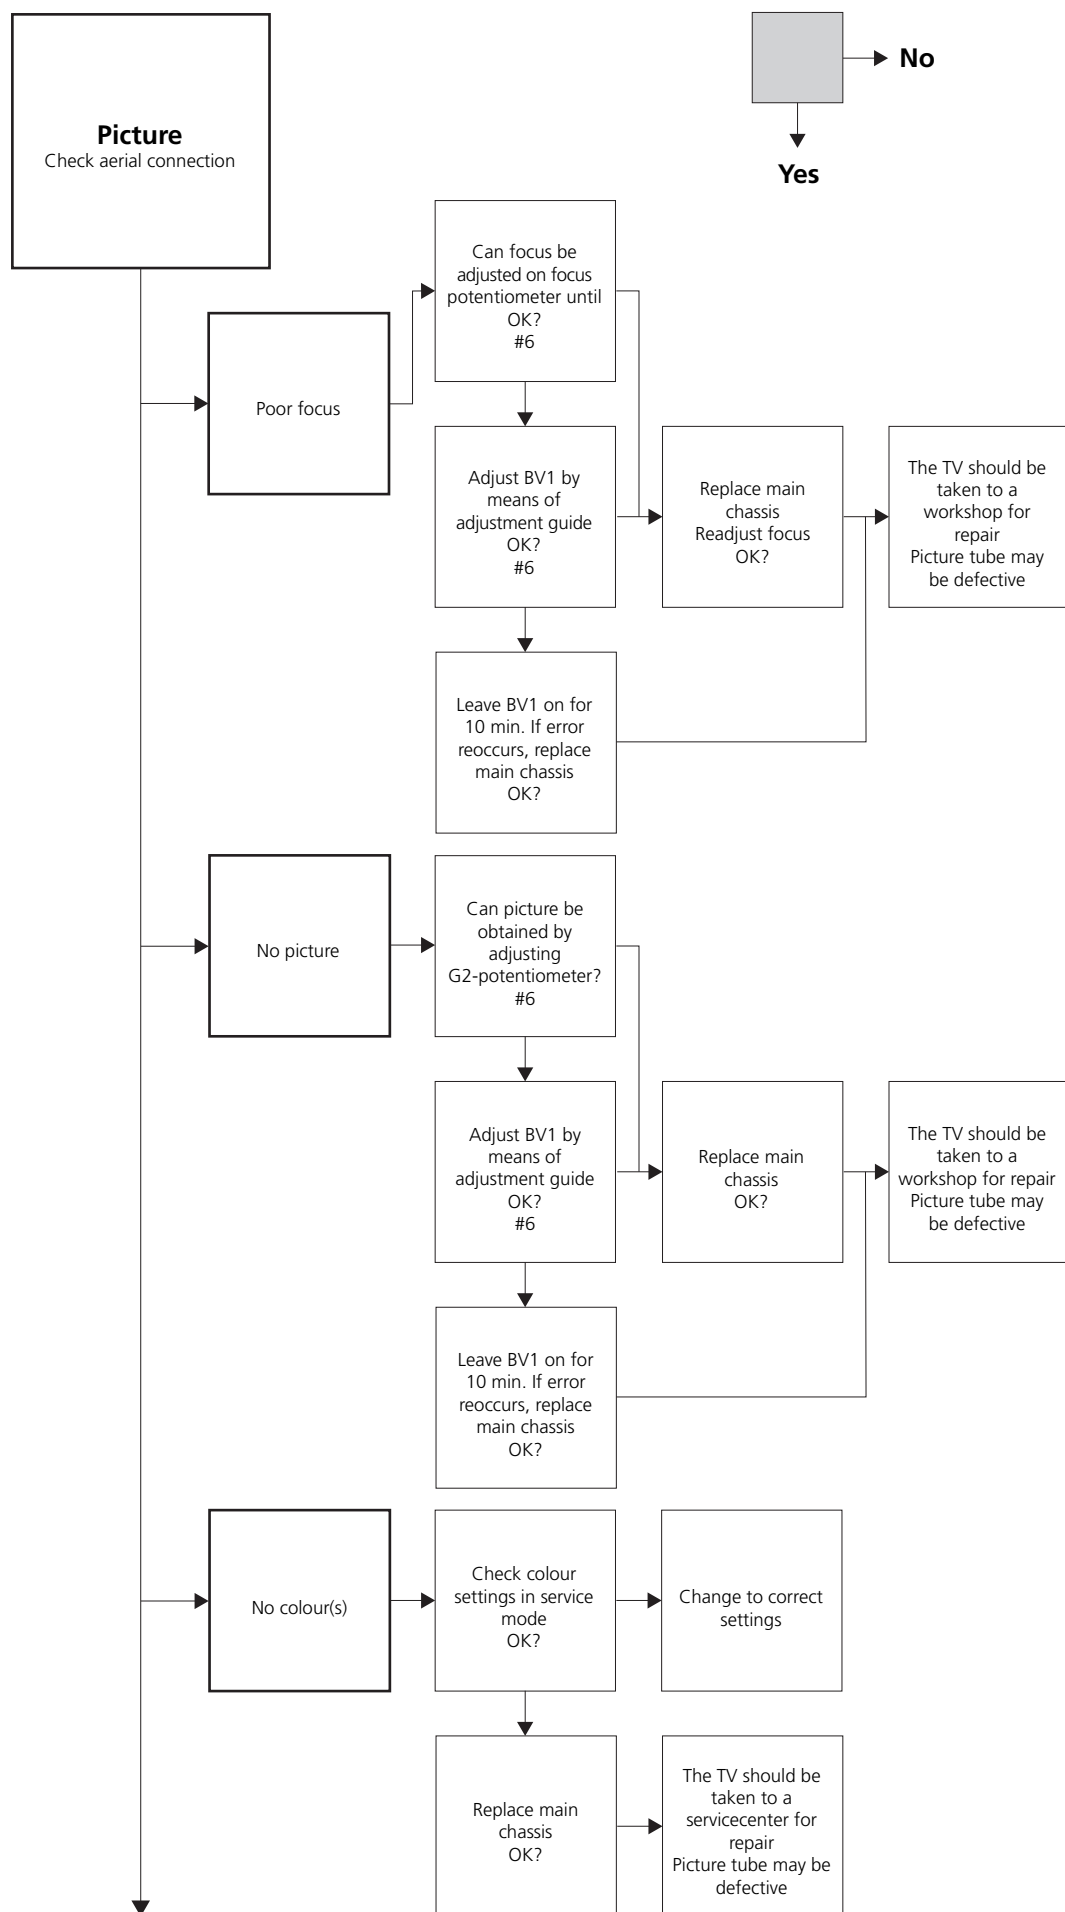 Picture
Check aerial connection
No
Yes
Poor focus
Can focus be
adjusted on focus
potentiometer until
OK?
#6
Adjust BV1 by
means of
adjustment guide
OK?
#6
Replace main
chassis
Readjust focus
OK?
The TV should be
taken to a
workshop for
repair
Picture tube may
be defective
Leave BV1 on for
10 min. If error
reoccurs, replace
main chassis
OK?
No picture
Can picture be
obtained by
adjusting
G2-potentiometer?
#6
Adjust BV1 by
means of
adjustment guide
OK?
#6
Replace main
chassis
OK?
The TV should be
taken to a
workshop for repair
Picture tube may
be defective
Leave BV1 on for
10 min. If error
reoccurs, replace
main chassis
OK?
No colour(s)
Check colour
settings in service
mode
OK?
Change to correct
settings
Replace main
chassis
OK?
The TV should be
taken to a
servicecenter for
repair
Picture tube may be
defective